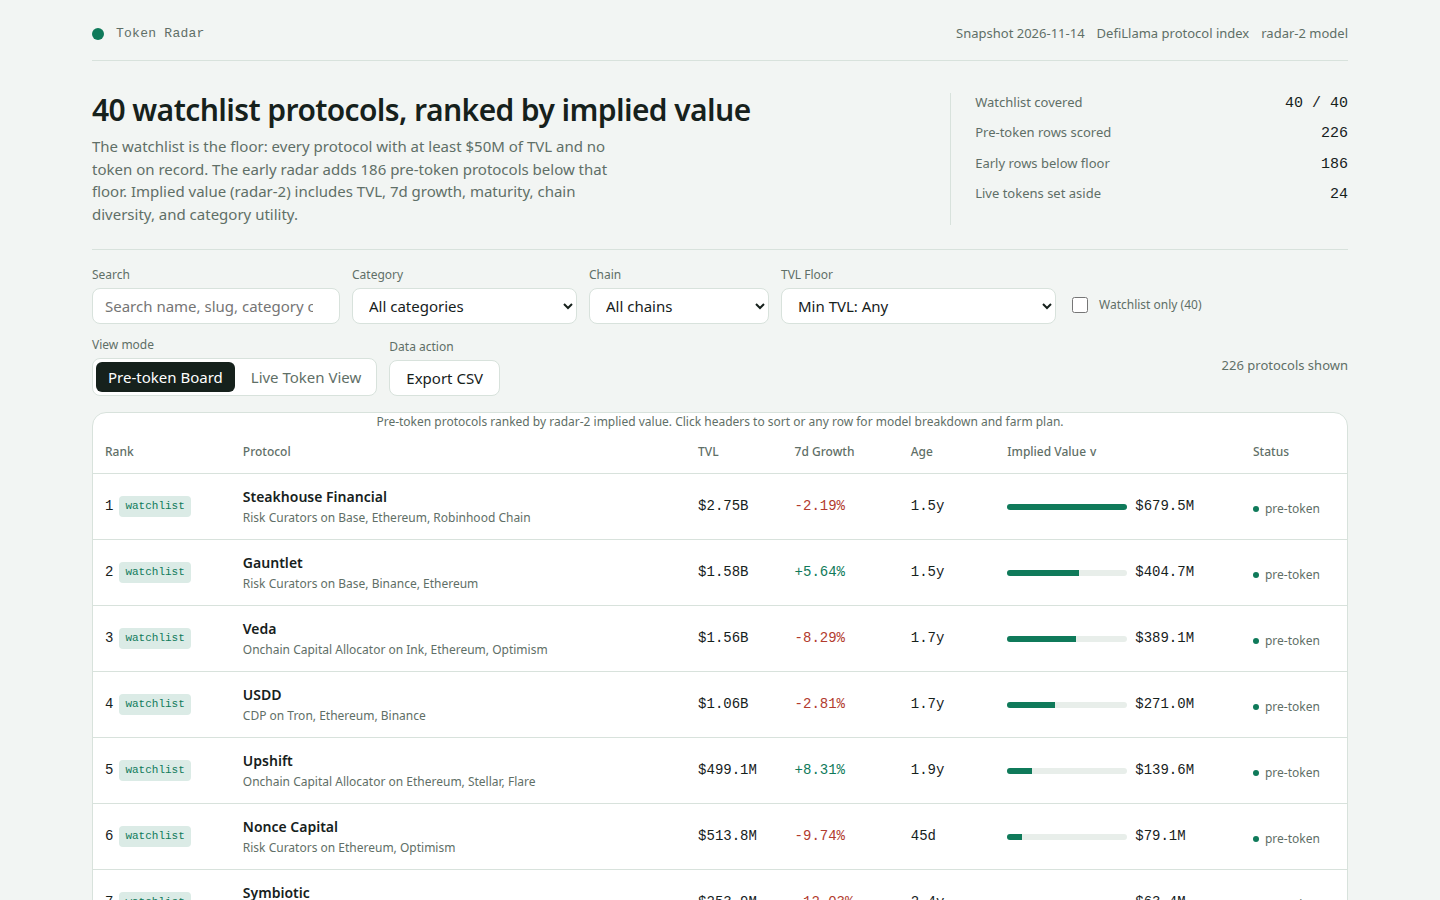 Token Radar
Snapshot 2026-11-14 DefiLlama protocol index radar-2 model
40 watchlist protocols, ranked by implied value
The watchlist is the floor: every protocol with at least $50M of TVL and no
token on record. The early radar adds 186 pre-token protocols below that
floor. Implied value (radar-2) includes TVL, 7d growth, maturity, chain
diversity, and category utility.
Watchlist covered 40 / 40
Pre-token rows scored 226
Early rows below floor 186
Live tokens set aside 24
Search Category Chain TVL Floor
Search name, slug, category All categories All chains Min TVL: Any Watchlist only (40)
View mode Data action
Pre-token Board Live Token View Export CSV 226 protocols shown
Pre-token protocols ranked by radar-2 implied value. Click headers to sort or any row for model breakdown and farm plan.
Rank Protocol TVL 7d Growth Age Implied Value v Status
1 watchlist Steakhouse Financial $2.75B -2.19% 1.5y $679.5M pre-token
Risk Curators on Base, Ethereum, Robinhood Chain
2 watchlist Gauntlet $1.58B +5.64% 1.5y $404.7M pre-token
Risk Curators on Base, Binance, Ethereum
3 watchlist Veda $1.56B -8.29% 1.7y $389.1M pre-token
Onchain Capital Allocator on Ink, Ethereum, Optimism
4 watchlist USDD $1.06B -2.81% 1.7y $271.0M pre-token
CDP on Tron, Ethereum, Binance
5 watchlist Upshift $499.1M +8.31% 1.9y $139.6M pre-token
Onchain Capital Allocator on Ethereum, Stellar, Flare
6 watchlist Nonce Capital $513.8M -9.74% 45d $79.1M pre-token
Risk Curators on Ethereum, Optimism
Symbiotic